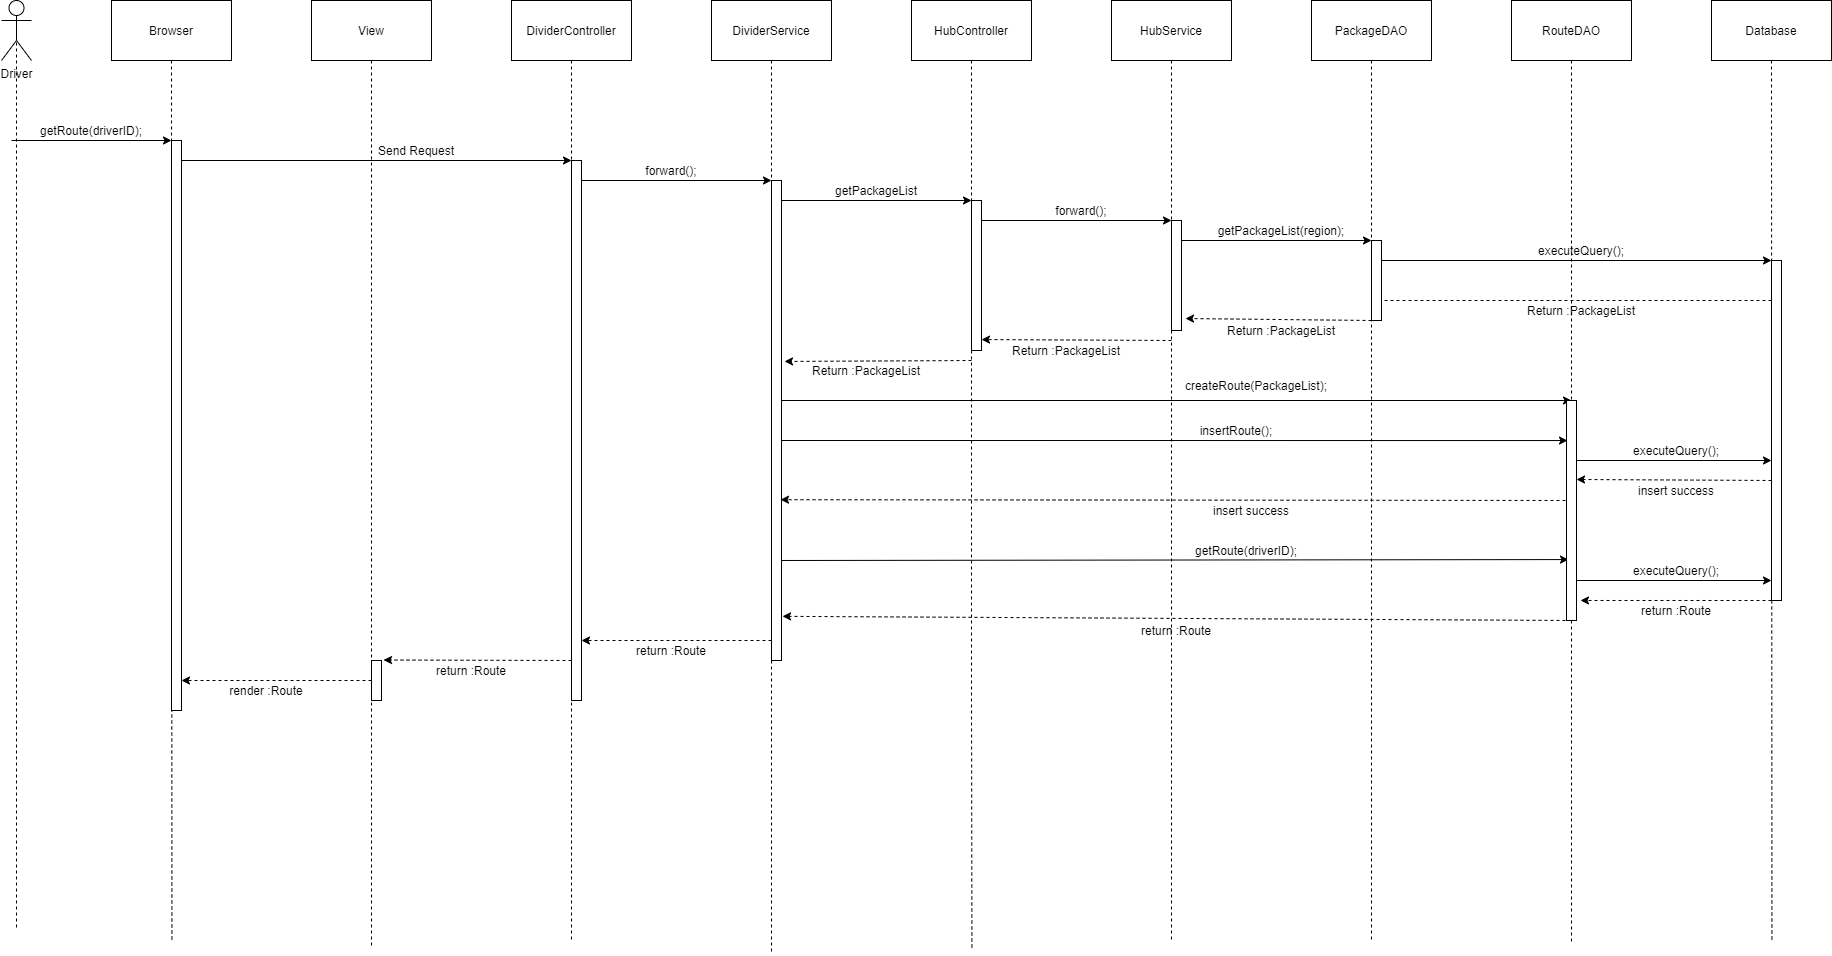 Driver
Browser
View
DividerController
DividerService
HubController
HubService
PackageDAO
RouteDAO
Database
getRoute(driverID);
Send Request
forward();
getPackageList
forward();
getPackageList(region);
executeQuery();
Return :PackageList
Return :PackageList
Return :PackageList
Return :PackageList
createRoute(PackageList);
insertRoute();
executeQuery();
insert success
insert success
getRoute(driverID);
executeQuery();
return :Route
return :Route
return :Route
return :Route
render :Route